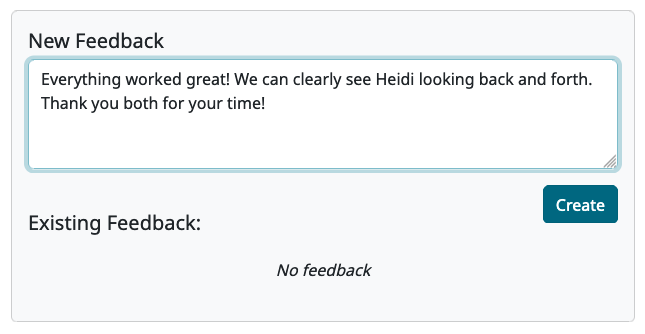 New Feedback
Everything worked great! We can clearly see Heidi looking back and forth.
Thank you both for your time!
Create
Existing Feedback:
No feedback